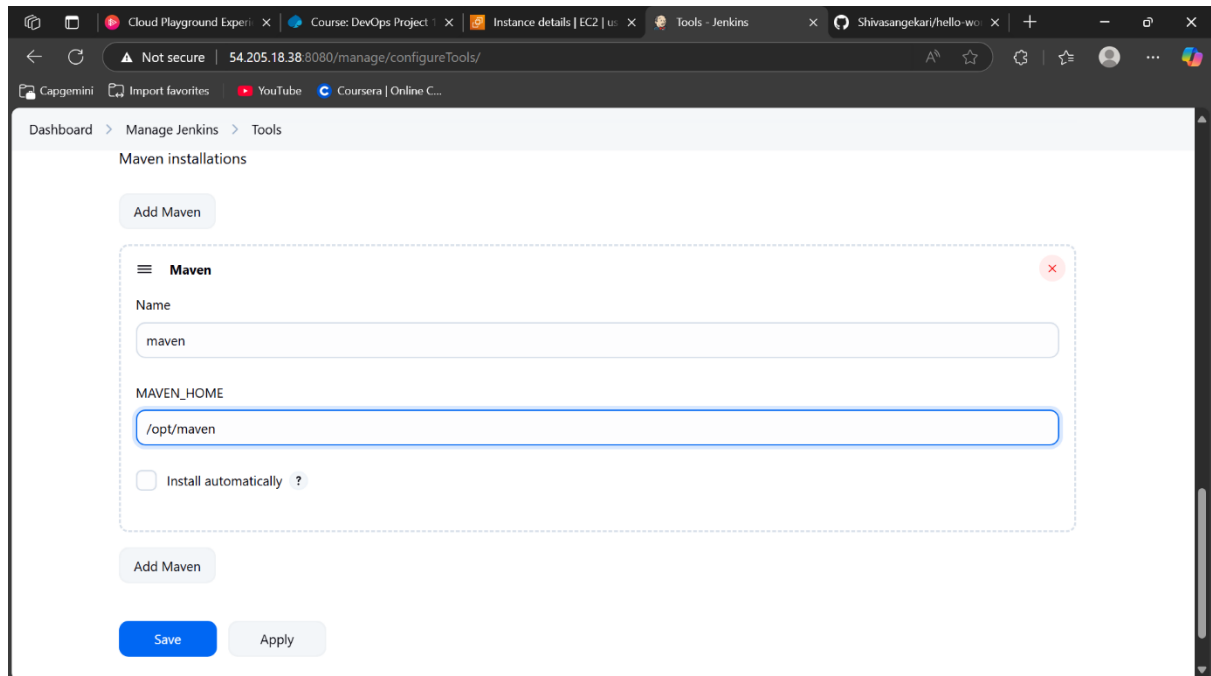 Cloud Playground Experi
Course: DevOps Project 1
Instance details | EC2 | us
Tools - Jenkins
Shivasangekari/hello-wo
Not secure | 54.205.18.38:8080/manage/configureTools/
Capgemini Import favorites YouTube Coursera | Online C...
Dashboard > Manage Jenkins > Tools
Maven installations
Add Maven
Maven
Name
maven
MAVEN_HOME
/opt/maven
Install automatically ?
Add Maven
Save Apply